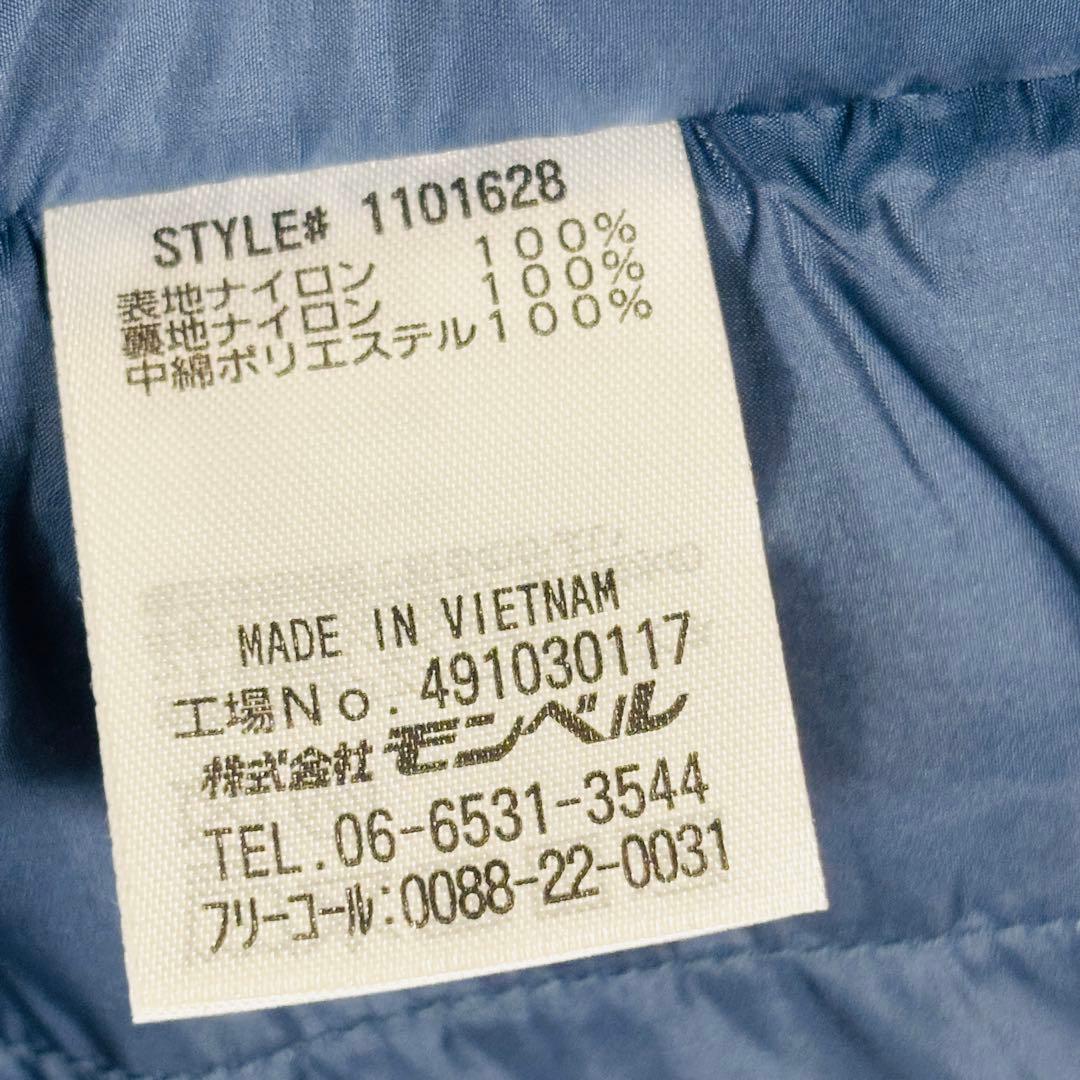 STYLE# 1101628
表地ナイロン 100%
裏地ナイロン 100%
中綿ポリエステル100%
MADE IN VIETNAM
工場No. 491030117
株式会社モンベル
TEL. 06-6531-3544
フリーコール:0088-22-0031